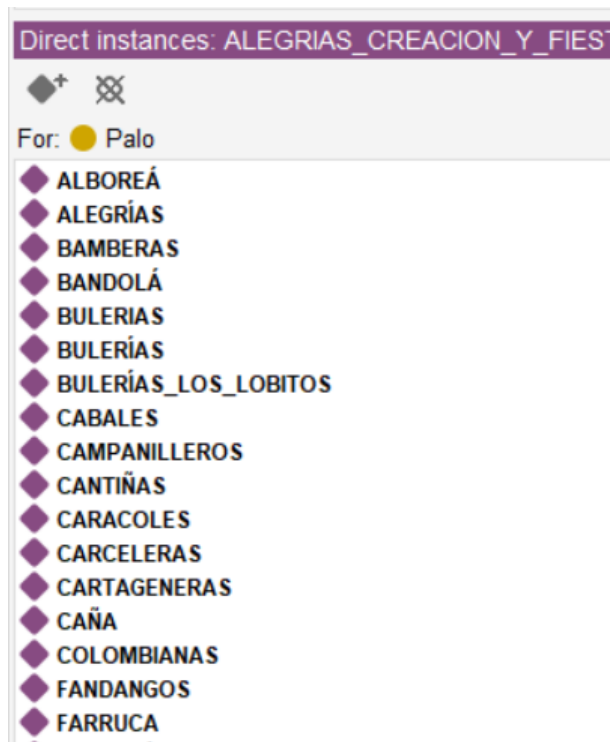 Direct instances: ALEGRIAS_CREACION_Y_FIEST
For: Palo
ALBOREÁ
ALEGRÍAS
BAMBERAS
BANDOLÁ
BULERIAS
BULERÍAS
BULERÍAS_LOS_LOBITOS
CABALES
CAMPANILLEROS
CANTIÑAS
CARACOLES
CARCELERAS
CARTAGENERAS
CAÑA
COLOMBIANAS
FANDANGOS
FARRUCA